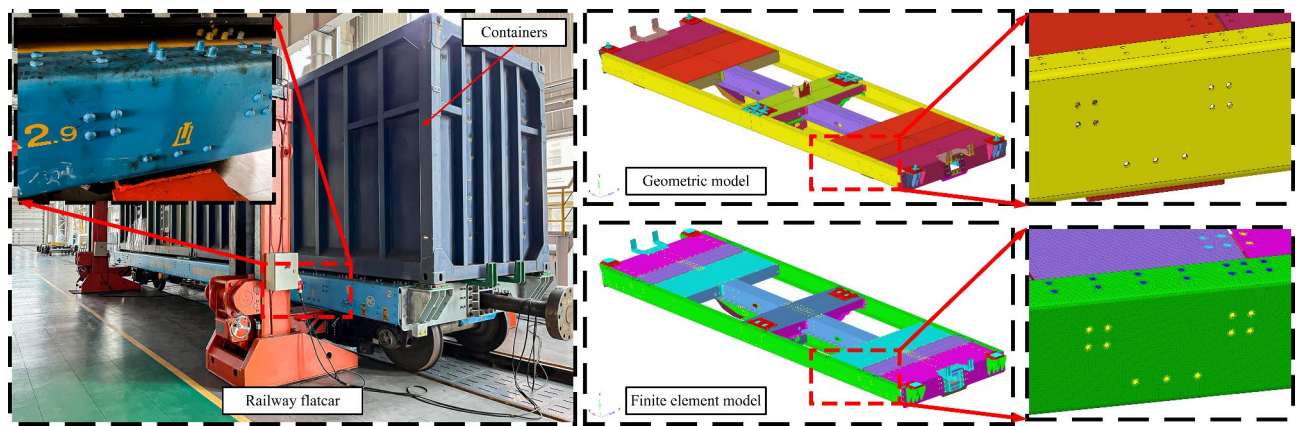 Containers
2.9
Railway flatcar
Geometric model
Finite element model